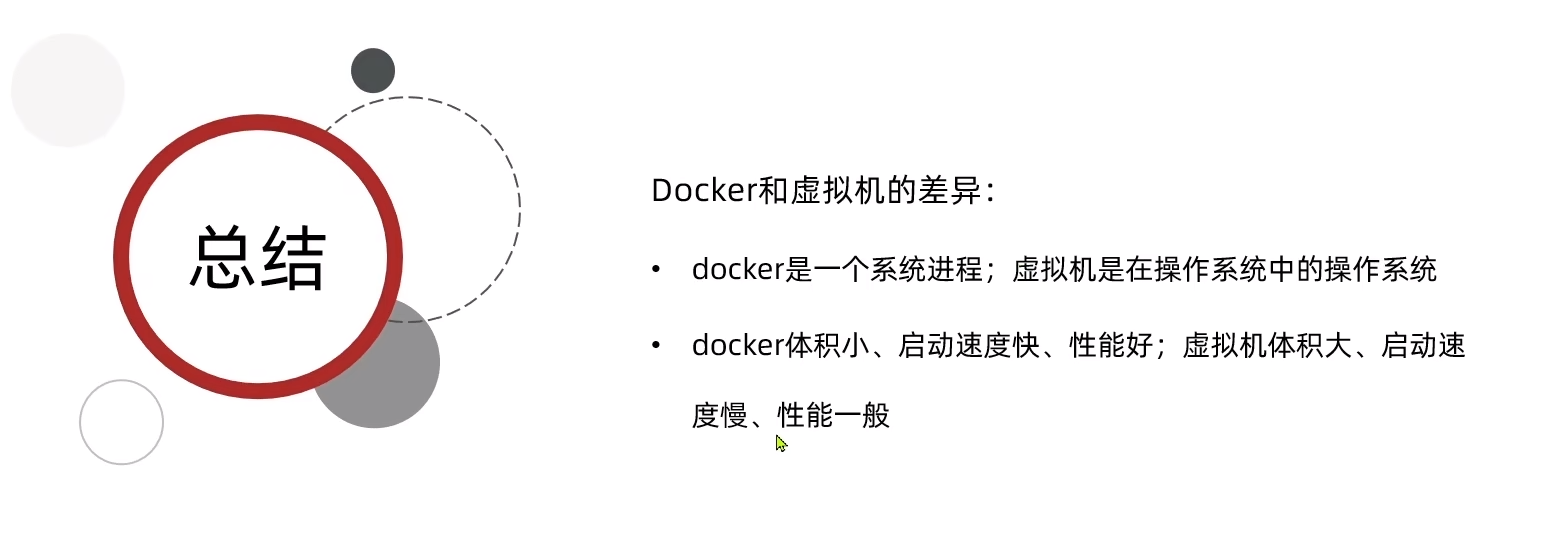 总结
Docker和虚拟机的差异：
• docker是一个系统进程；虚拟机是在操作系统中的操作系统
• docker体积小、启动速度快、性能好；虚拟机体积大、启动速
度慢、性能一般